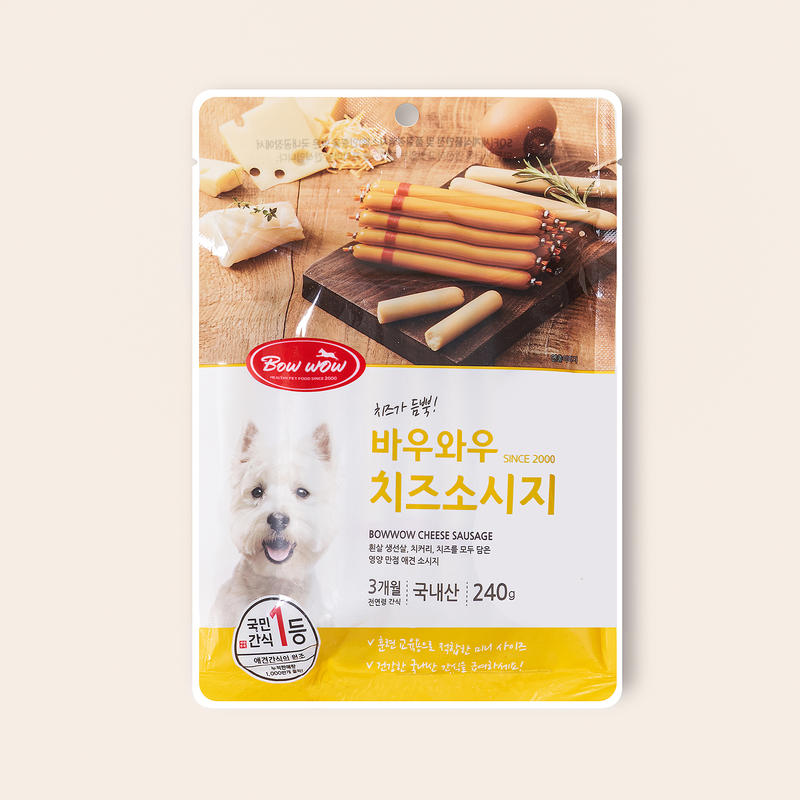 Bow wow
HEALTHY PET FOOD SINCE 2000
치즈가 듬뿍!
바우와우
SINCE 2000
치즈소시지
BOWWOW CHEESE SAUSAGE
흰살 생선살, 치커리, 치즈를 모두 담은
영양 만점 애견 소시지
3개월
전연령 간식
국내산
240g
국민
간식
1등
애견간식의 원조
누적판매량
1,000만개 돌파!
✓ 훈련 교육용으로 적합한 미니 사이즈
✓ 건강한 국내산 간식을 급여하세요!